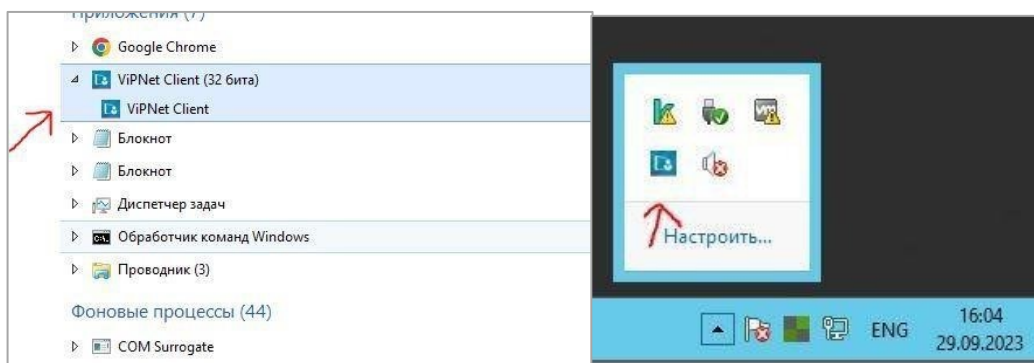 Приложения (7)
Google Chrome
ViPNet Client (32 бита)
ViPNet Client
Блокнот
Блокнот
Диспетчер задач
Обработчик команд Windows
Проводник (3)
Фоновые процессы (44)
COM Surrogate
Настроить...
ENG
16:04
29.09.2023